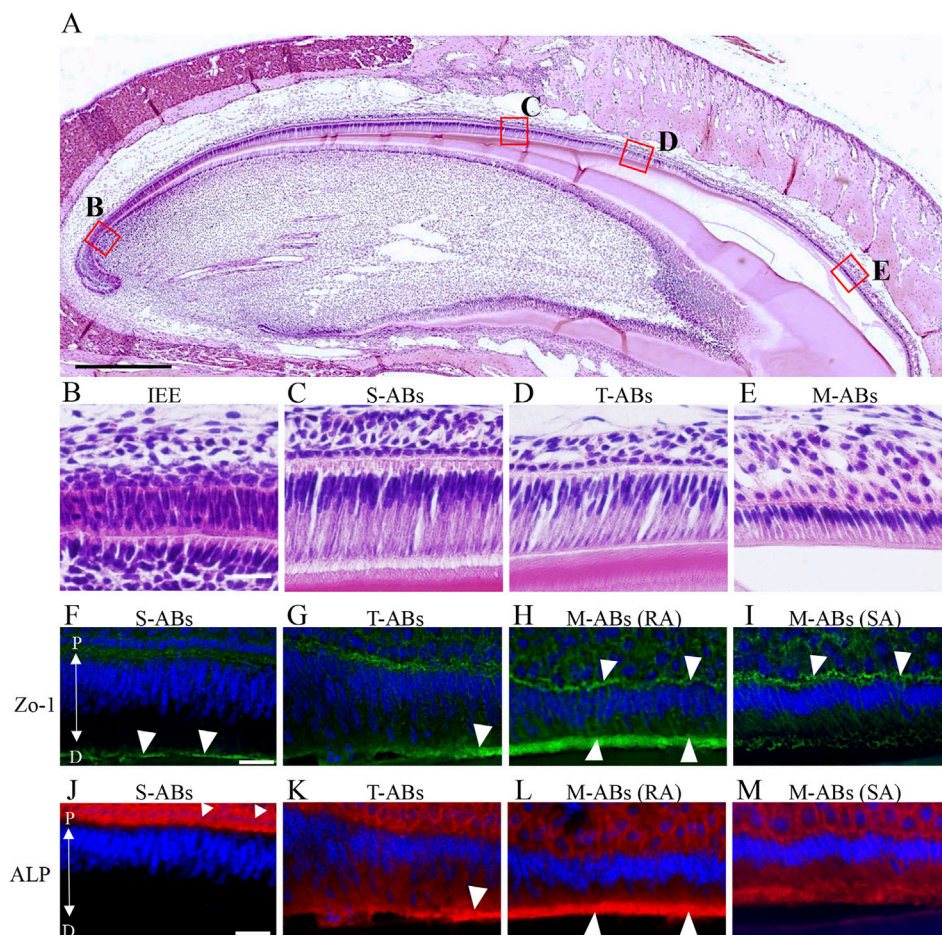 A
C
D
B
E
B IEE
C S-ABs
D T-ABs
E M-ABs
F S-ABs
G T-ABs
H M-ABs (RA)
I M-ABs (SA)
P
Zo-1
D
J S-ABs
K T-ABs
L M-ABs (RA)
M M-ABs (SA)
P
ALP
D